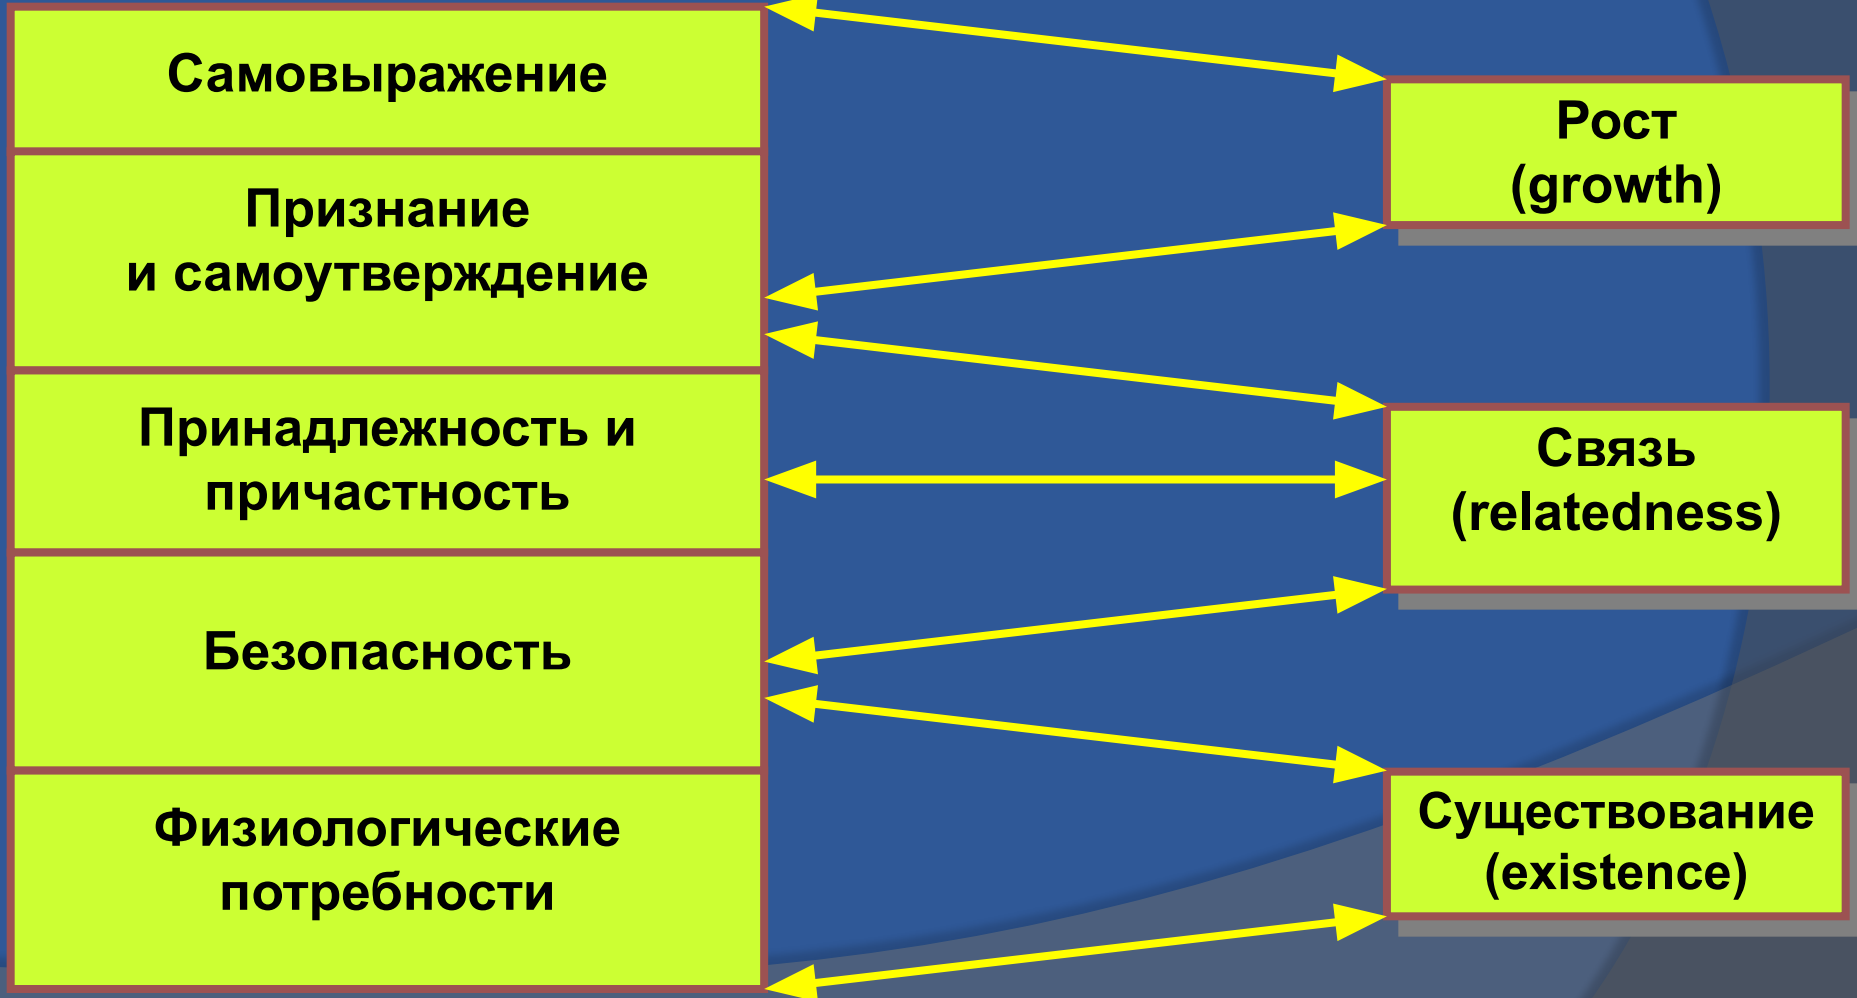 Самовыражение
Признание
и самоутверждение
Принадлежность и
причастность
Безопасность
Физиологические
потребности
Рост
(growth)
Связь
(relatedness)
Существование
(existence)